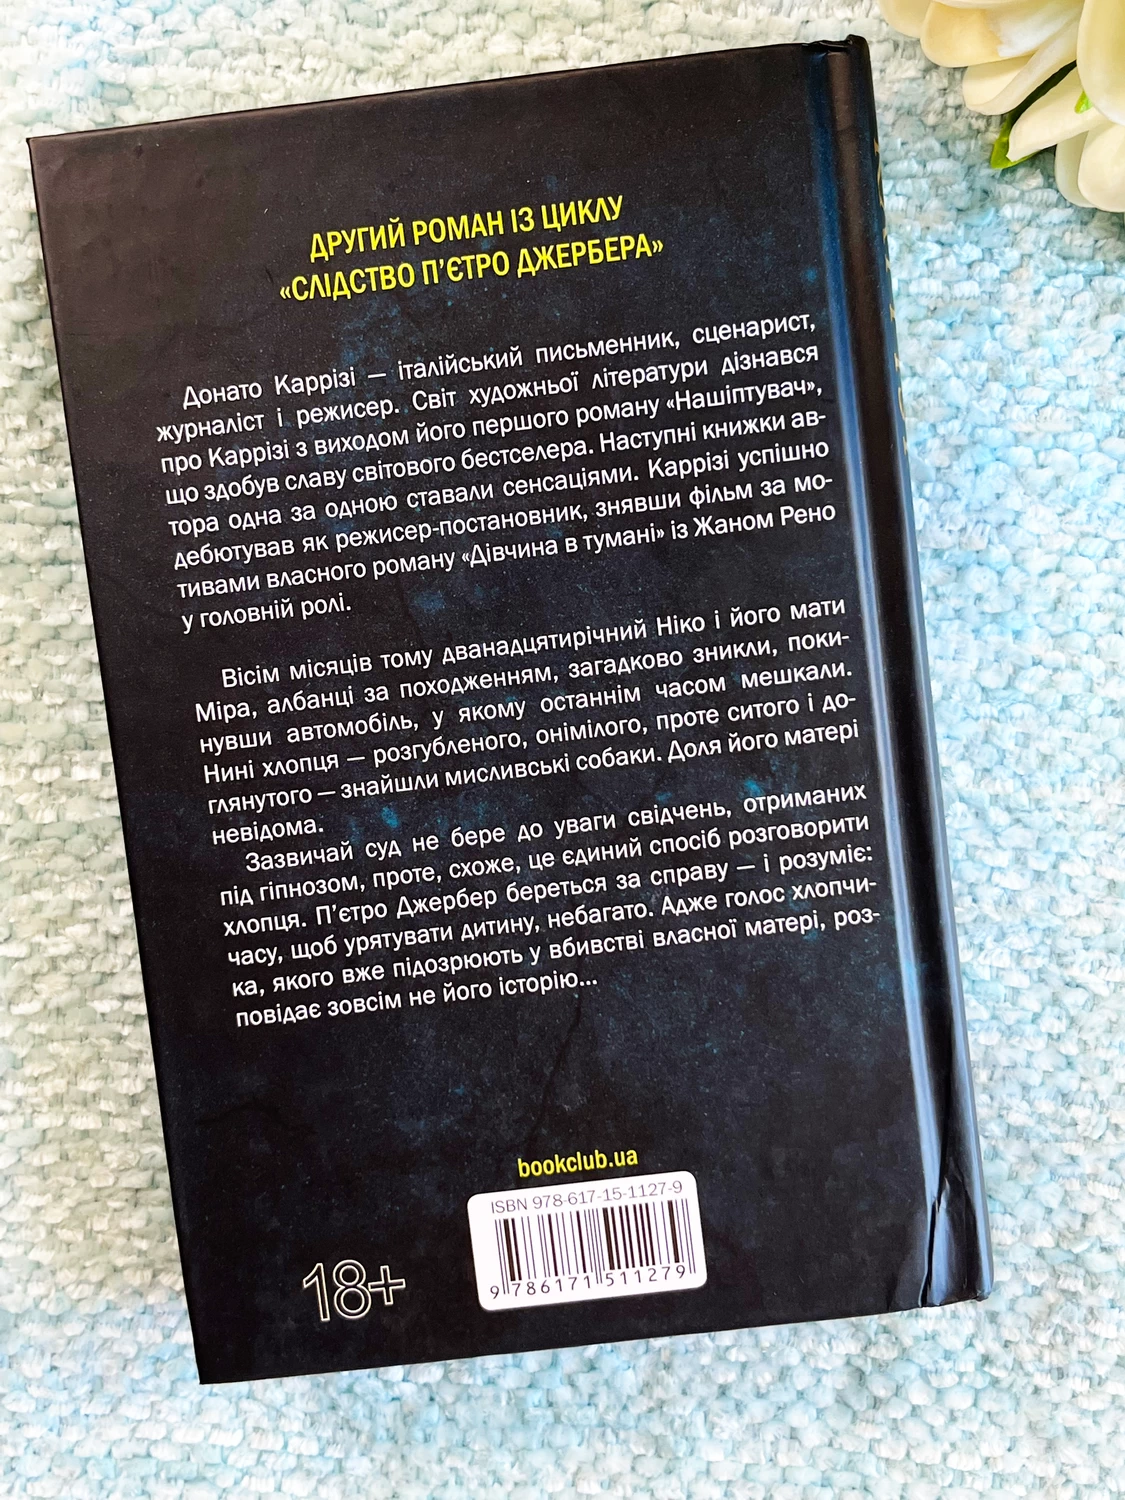 ДРУГИЙ РОМАН ІЗ ЦИКЛУ
«СЛІДСТВО П’ЄТРО ДЖЕРБЕРА»
Донато Каррізі — італійський письменник, сценарист,
журналіст і режисер. Світ художньої літератури дізнався
про Каррізі з виходом його першого роману «Нашіптувач»,
що здобув славу світового бестселера. Наступні книжки ав-
тора одна за одною ставали сенсаціями. Каррізі успішно
дебютував як режисер-постановник, знявши фільм за мо-
тивами власного роману «Дівчина в тумані» із Жаном Рено
у головній ролі.
Вісім місяців тому дванадцятирічний Ніко і його мати
Міра, албанці за походженням, загадково зникли, поки-
нувши автомобіль, у якому останнім часом мешкали.
Нині хлопця — розгубленого, онімілого, проте ситого і до-
глянутого — знайшли мисливські собаки. Доля його матері
невідома.
Зазвичай суд не бере до уваги свідчень, отриманих
під гіпнозом, проте, схоже, це єдиний спосіб розговорити
хлопця. П’єтро Джербер береться за справу — і розуміє:
часу, щоб урятувати дитину, небагато. Адже голос хлопчи-
ка, якого вже підозрюють у вбивстві власної матері, роз-
повідає зовсім не його історію...
bookclub.ua
ISBN 978-617-15-1127-9
9 786171 511279
18+